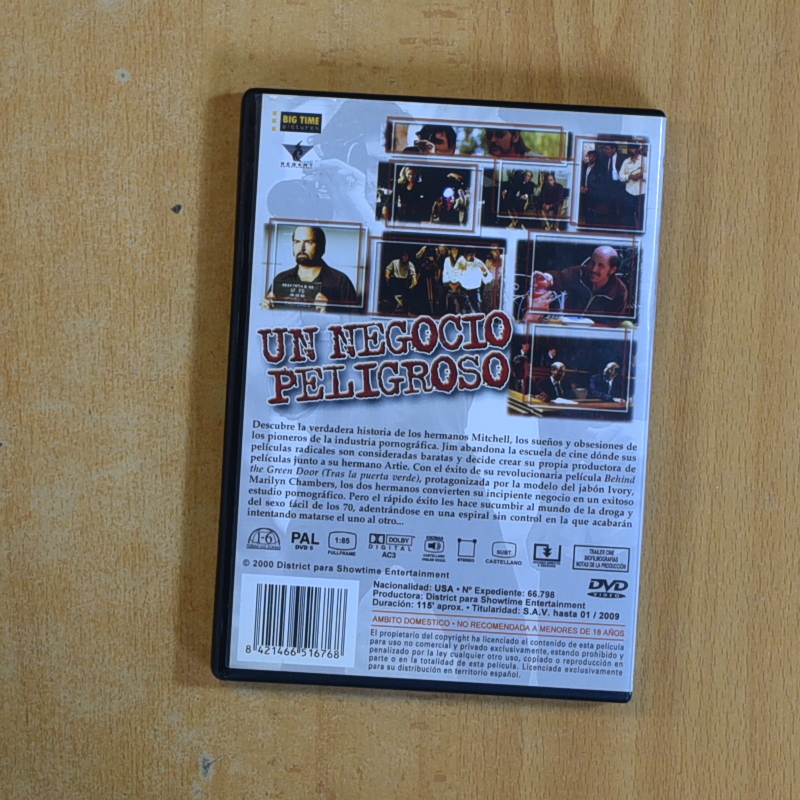 BIG TIME
pictures
REGENT
UN NEGOCIO
PELIGROSO
Descubre la verdadera historia de los hermanos Mitchell, los sueños y obsesiones de
los pioneros de la industria pornográfica. Jim abandona la escuela de cine dónde sus
películas radicales son consideradas baratas y decide crear su propia productora de
películas junto a su hermano Artie. Con el éxito de su revolucionaria película Behind
the Green Door (Tras la puerta verde), protagonizada por la modelo del jabón Ivory,
Marilyn Chambers, los dos hermanos convierten su incipiente negocio en un exitoso
estudio pornográfico. Pero el rápido éxito les hace sucumbir al mundo de la droga y
del sexo fácil de los 70, adentrándose en una espiral sin control en la que acabarán
intentando matarse el uno al otro...
1-6
PAL
DVD 5
1:85
FULLFRAME
DOLBY
DIGITAL
AC3
CASTELLANO
STEREO
SUBT.
CASTELLANO
TRAILER CINE
BIOFILMOGRAFIAS
NOTAS DE LA PRODUCCIÓN
© 2000 District para Showtime Entertainment
DVD
VIDEO
Nacionalidad: USA • Nº Expediente: 66.798
Productora: District para Showtime Entertainment
Duración: 115' aprox. • Titularidad: S.A.V. hasta 01 / 2009
AMBITO DOMESTICO • NO RECOMENDADA A MENORES DE 18 AÑOS
El propietario del copyright ha licenciado el contenido de esta película
para uso no comercial y privado exclusivamente, estando prohibido y
penalizado por la ley cualquier otro uso, copiado o reproducción en
parte o en la totalidad de esta película. Licenciada exclusivamente
para su distribución en territorio español.
8 421466 516768